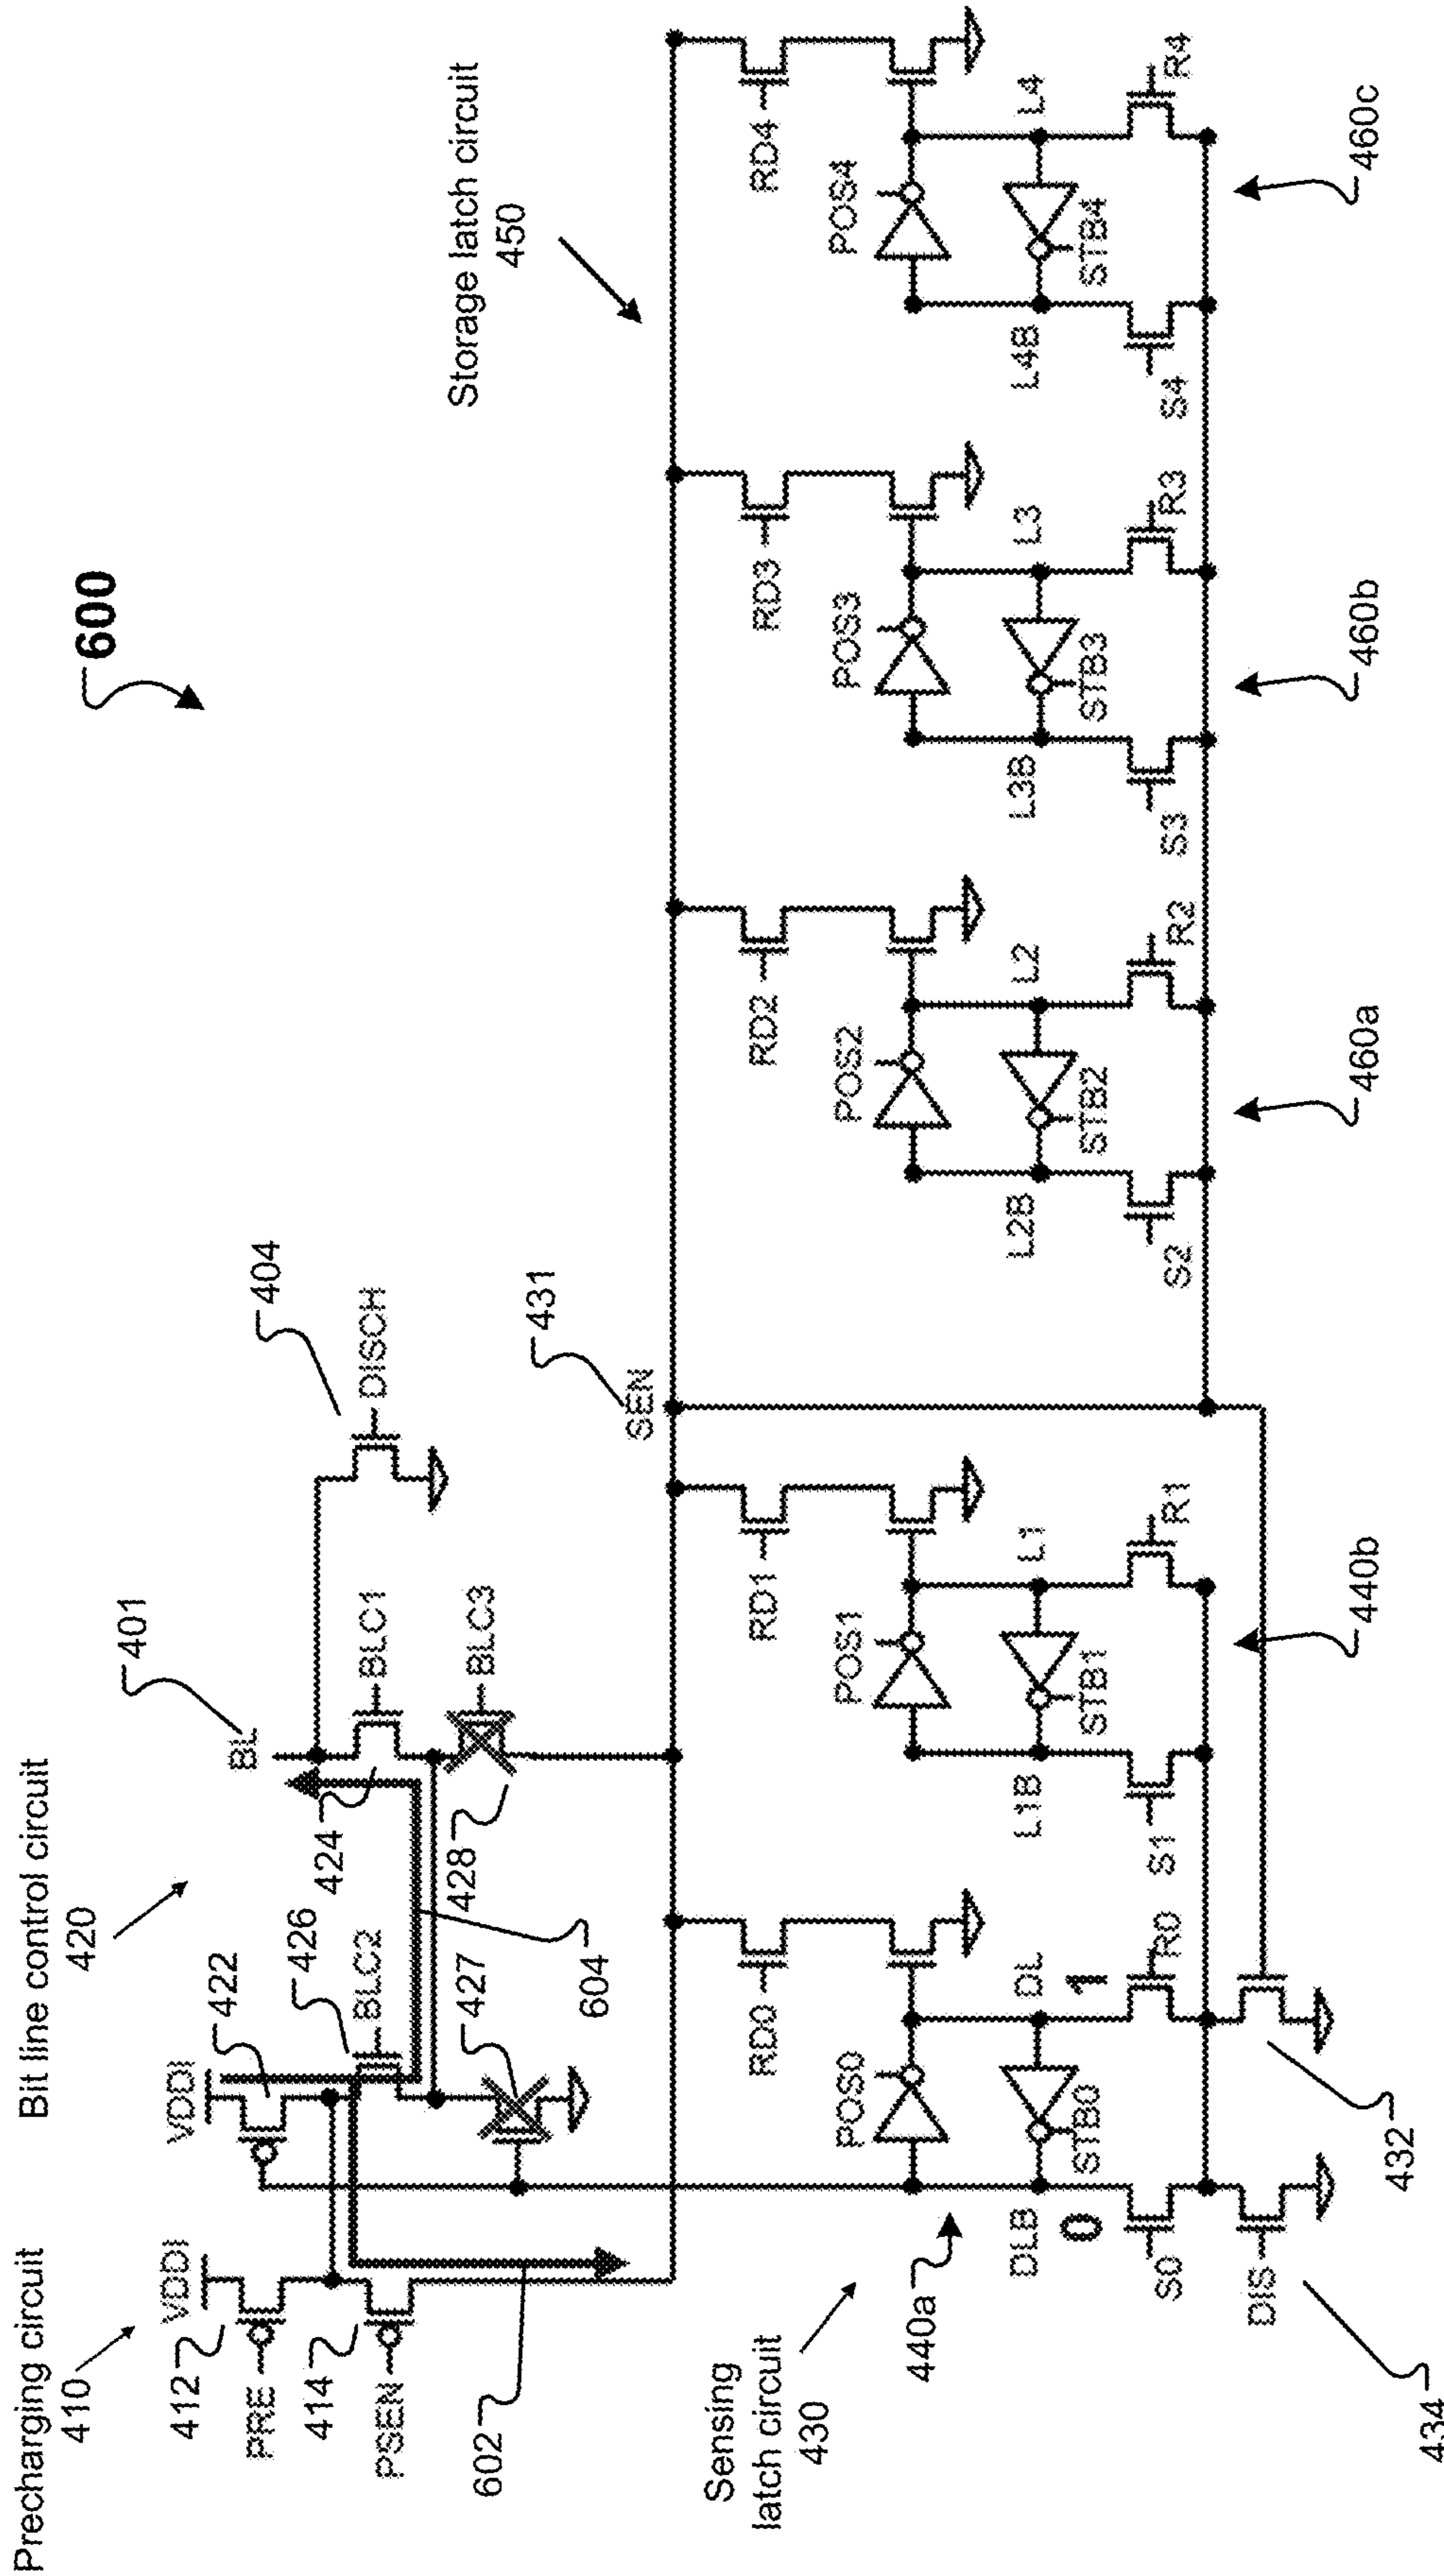 600
Precharging circuit
410
Bit line control circuit
420
VDDI
412
PRE
414
PSEN
602
VDDI
422
426
BLC2
427
604
BL
401
424
BLC1
428
BLC3
404
DISCH
SEN
431
Storage latch circuit
450
Sensing
latch circuit
430
440a
RD0
POS0
DLB
0
STB0
DL
1
S0
R0
DIS
434
432
RD1
POS1
L1B
STB1
L1
S1
R1
440b
RD2
POS2
L2B
STB2
L2
S2
R2
460a
RD3
POS3
L3B
STB3
L3
S3
R3
460b
RD4
POS4
L4B
STB4
L4
S4
R4
460c